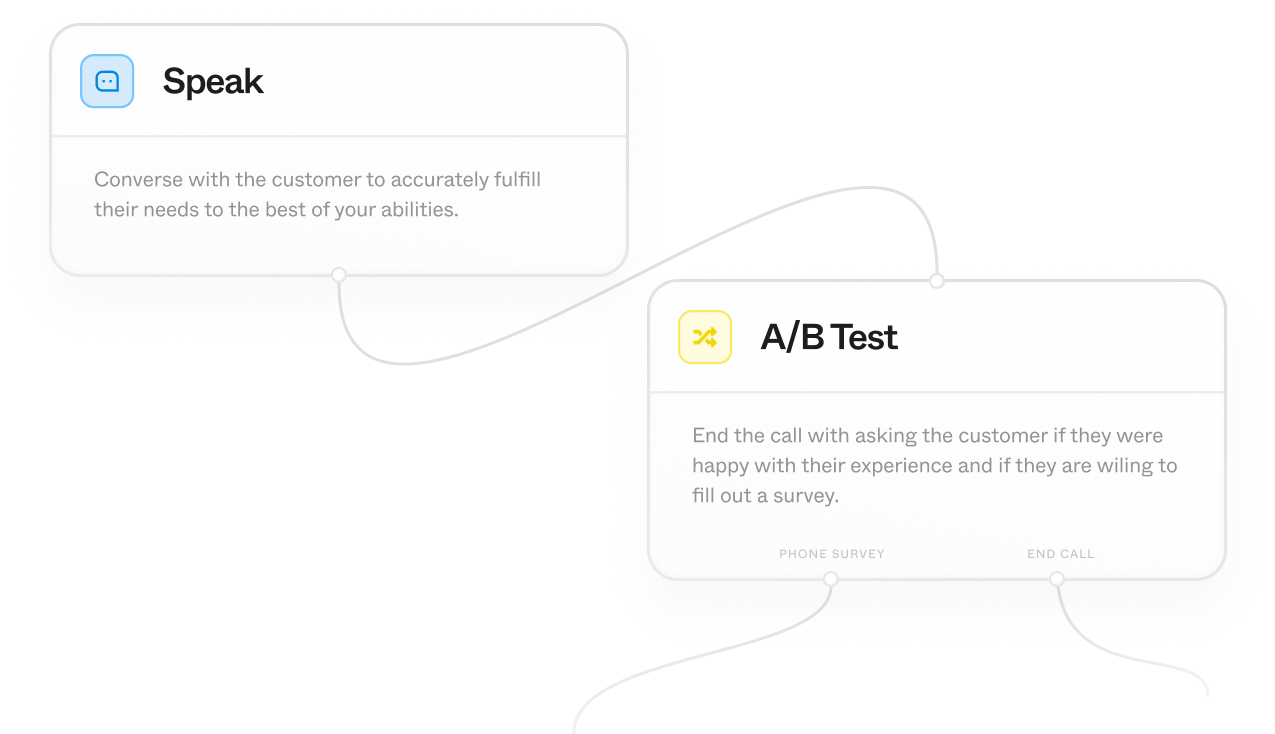 Speak
Converse with the customer to accurately fulfill
their needs to the best of your abilities.
A/B Test
End the call with asking the customer if they were
happy with their experience and if they are wiling to
fill out a survey.
PHONE SURVEY
END CALL